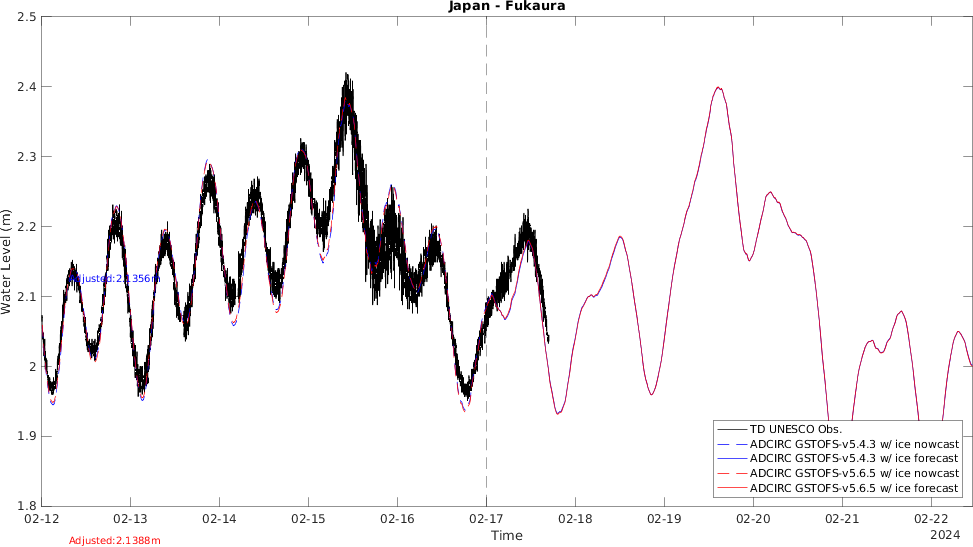 Japan - Fukaura
2.5
2.4
2.3
2.2
2.1
2
1.9
1.8
Water Level (m)
Adjusted:2.1356m
TD UNESCO Obs.
ADCIRC GSTOFS-v5.4.3 w/ ice nowcast
ADCIRC GSTOFS-v5.4.3 w/ ice forecast
ADCIRC GSTOFS-v5.6.5 w/ ice nowcast
ADCIRC GSTOFS-v5.6.5 w/ ice forecast
02-12 02-13 02-14 02-15 02-16 02-17 02-18 02-19 02-20 02-21 02-22
2024
Time
Adjusted:2.1388m